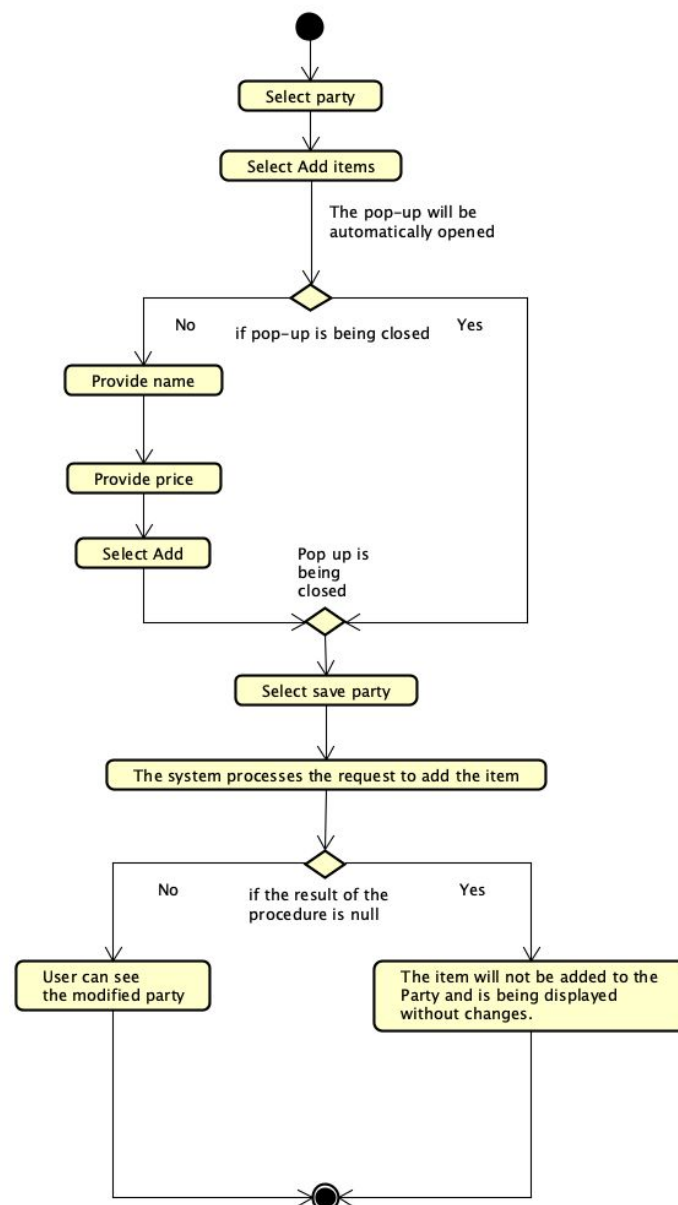 Select party
Select Add items
The pop-up will be
automatically opened
No
if pop-up is being closed
Yes
Provide name
Provide price
Select Add
Pop up is
being
closed
Select save party
The system processes the request to add the item
No
if the result of the
procedure is null
Yes
User can see
the modified party
The item will not be added to the
Party and is being displayed
without changes.